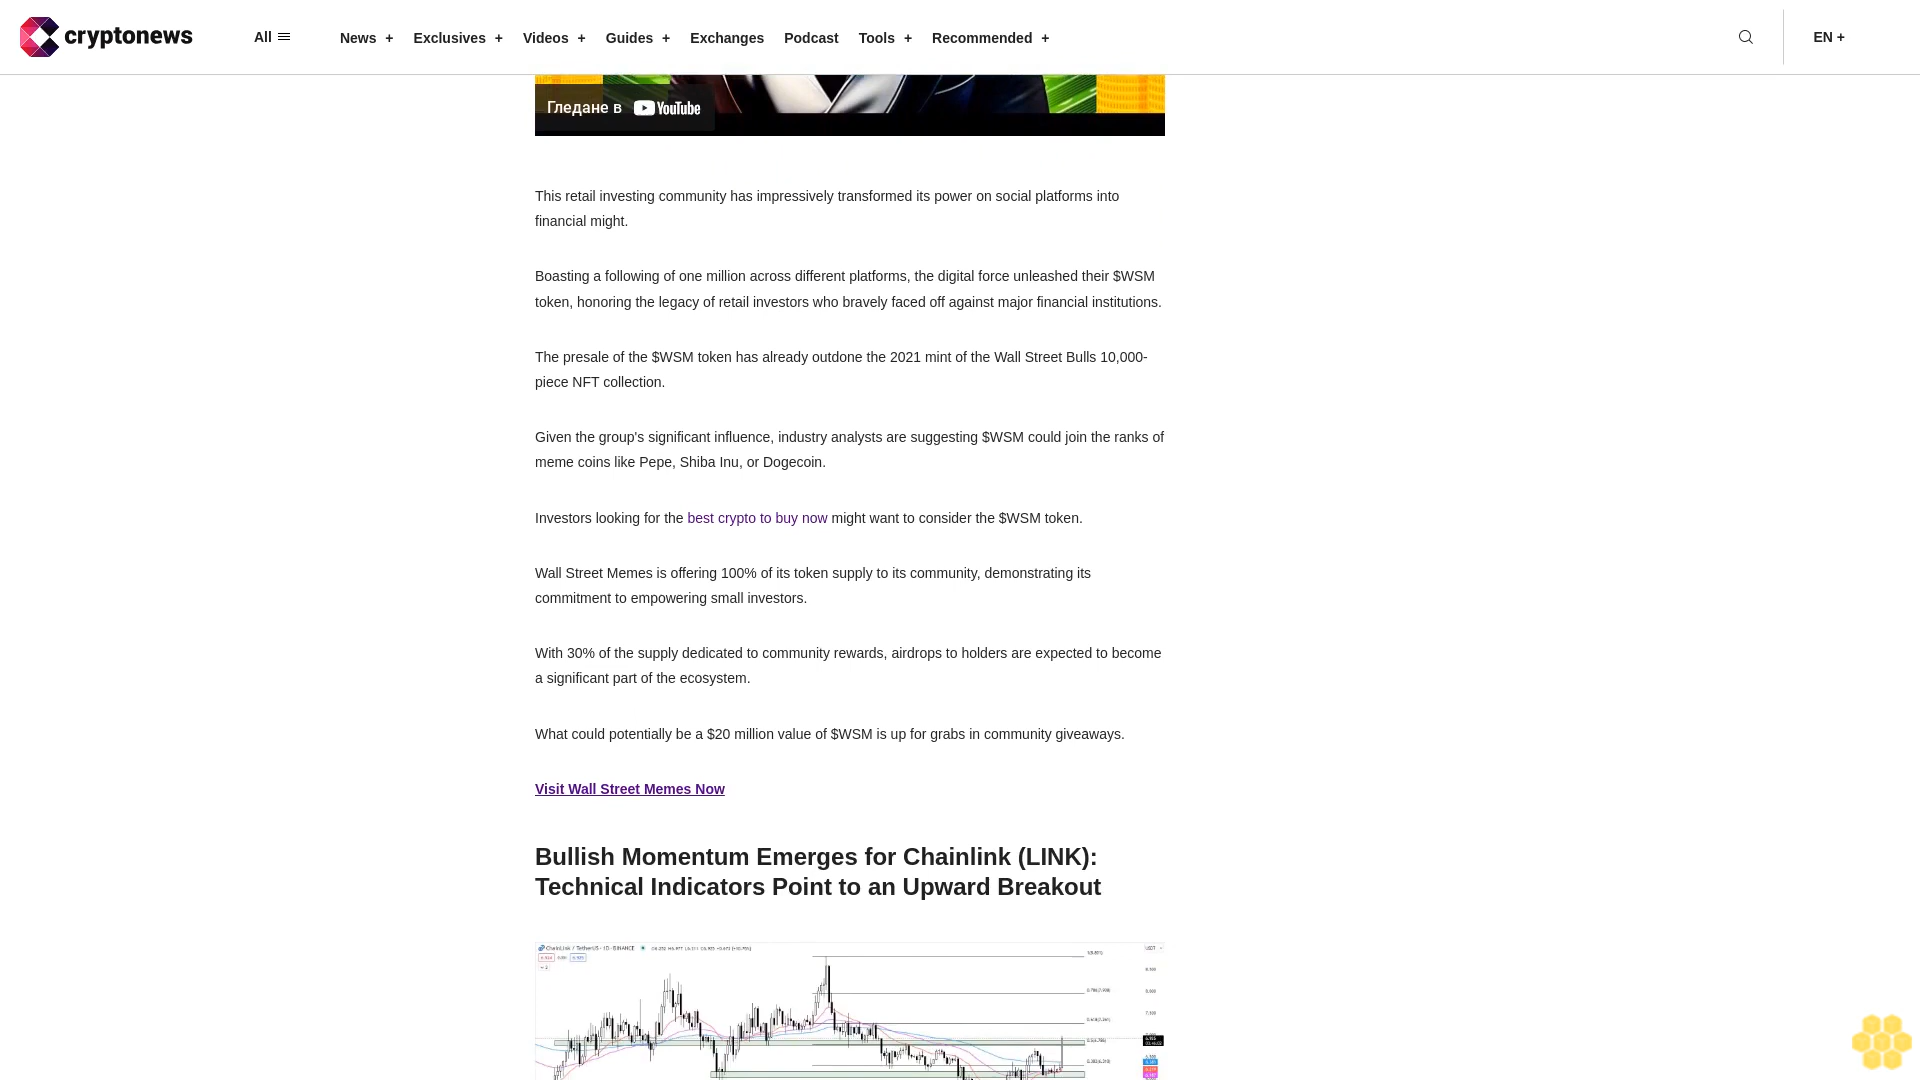 cryptonews
All
News +
Exclusives +
Videos +
Guides +
Exchanges
Podcast
Tools +
Recommended +
EN +
Гледане в YouTube
This retail investing community has impressively transformed its power on social platforms into
financial might.
Boasting a following of one million across different platforms, the digital force unleashed their $WSM
token, honoring the legacy of retail investors who bravely faced off against major financial institutions.
The presale of the $WSM token has already outdone the 2021 mint of the Wall Street Bulls 10,000-
piece NFT collection.
Given the group's significant influence, industry analysts are suggesting $WSM could join the ranks of
meme coins like Pepe, Shiba Inu, or Dogecoin.
Investors looking for the best crypto to buy now might want to consider the $WSM token.
Wall Street Memes is offering 100% of its token supply to its community, demonstrating its
commitment to empowering small investors.
With 30% of the supply dedicated to community rewards, airdrops to holders are expected to become
a significant part of the ecosystem.
What could potentially be a $20 million value of $WSM is up for grabs in community giveaways.
Visit Wall Street Memes Now
Bullish Momentum Emerges for Chainlink (LINK):
Technical Indicators Point to an Upward Breakout
ChainLink / TetherUS · 1D · BINANCE